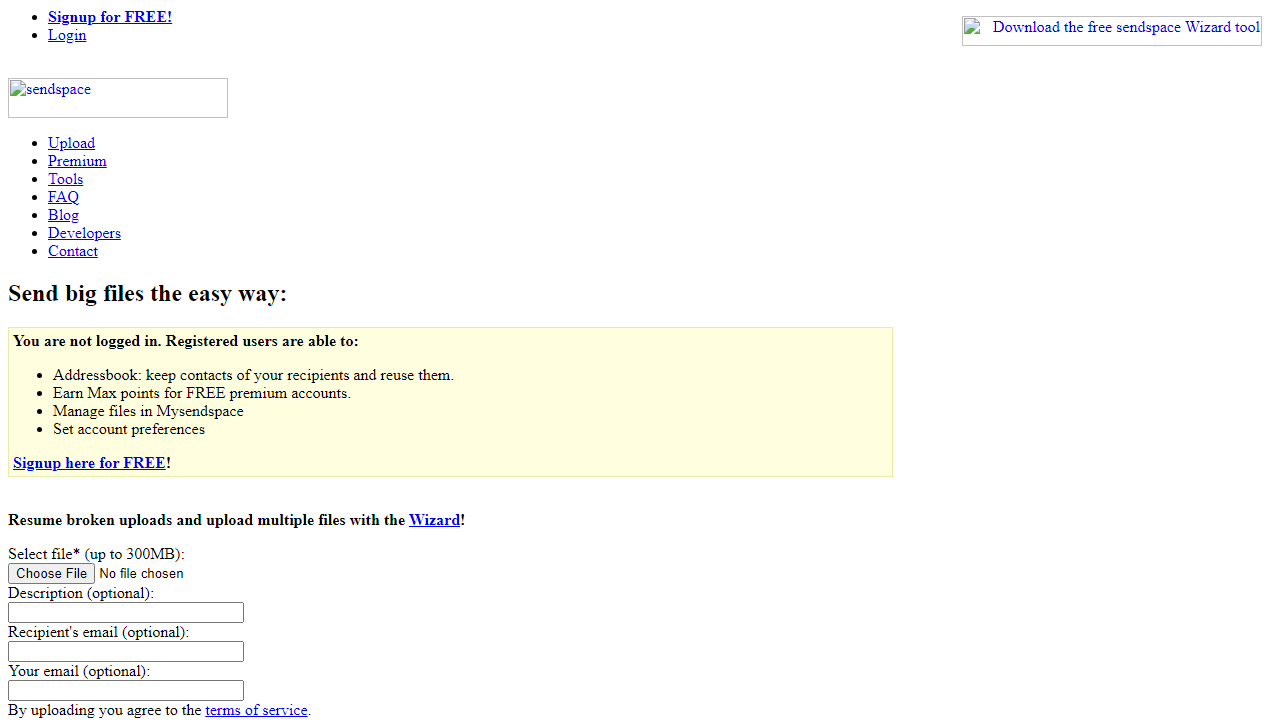 Signup for FREE!
Login
Download the free sendspace Wizard tool
sendspace
Upload
Premium
Tools
FAQ
Blog
Developers
Contact
Send big files the easy way:
You are not logged in. Registered users are able to:
Addressbook: keep contacts of your recipients and reuse them.
Earn Max points for FREE premium accounts.
Manage files in Mysendspace
Set account preferences
Signup here for FREE!
Resume broken uploads and upload multiple files with the Wizard!
Select file* (up to 300MB):
Choose File No file chosen
Description (optional):
Recipient's email (optional):
Your email (optional):
By uploading you agree to the terms of service.